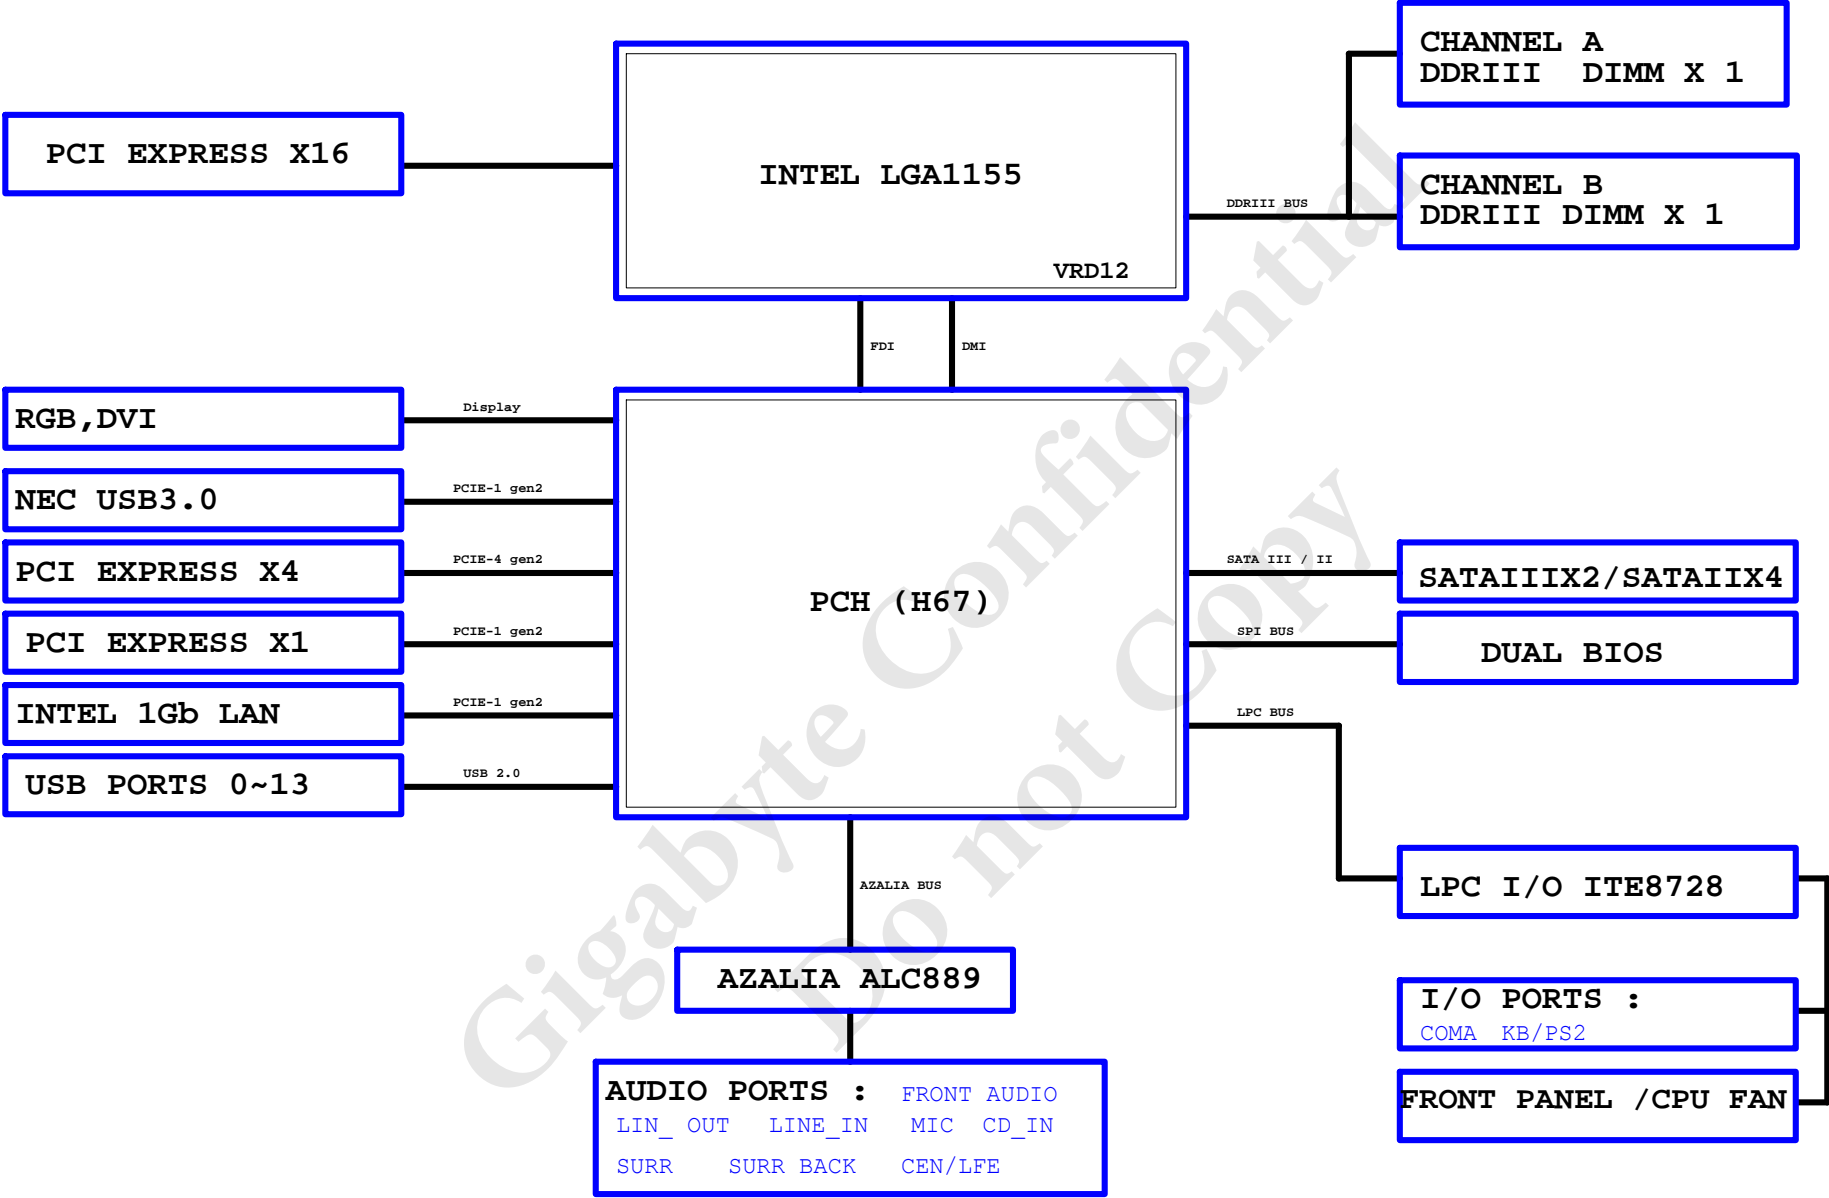 CHANNEL A
DDRIII DIMM X 1
PCI EXPRESS X16
INTEL LGA1155
CHANNEL B
DDRIII DIMM X 1
DDRIII BUS
VRD12
FDI
DMI
RGB,DVI
Display
NEC USB3.0
PCIE-1 gen2
PCI EXPRESS X4
PCIE-4 gen2
PCI EXPRESS X1
PCIE-1 gen2
INTEL 1Gb LAN
PCIE-1 gen2
USB PORTS 0~13
USB 2.0
PCH (H67)
SATA III / II
SATAIIIX2/SATAIIX4
SPI BUS
DUAL BIOS
LPC BUS
LPC I/O ITE8728
I/O PORTS :
COMA KB/PS2
FRONT PANEL /CPU FAN
AZALIA BUS
AZALIA ALC889
AUDIO PORTS : FRONT AUDIO
LIN_ OUT LINE_IN MIC CD_IN
SURR SURR BACK CEN/LFE
Gigabyte Confidential
Do not Copy